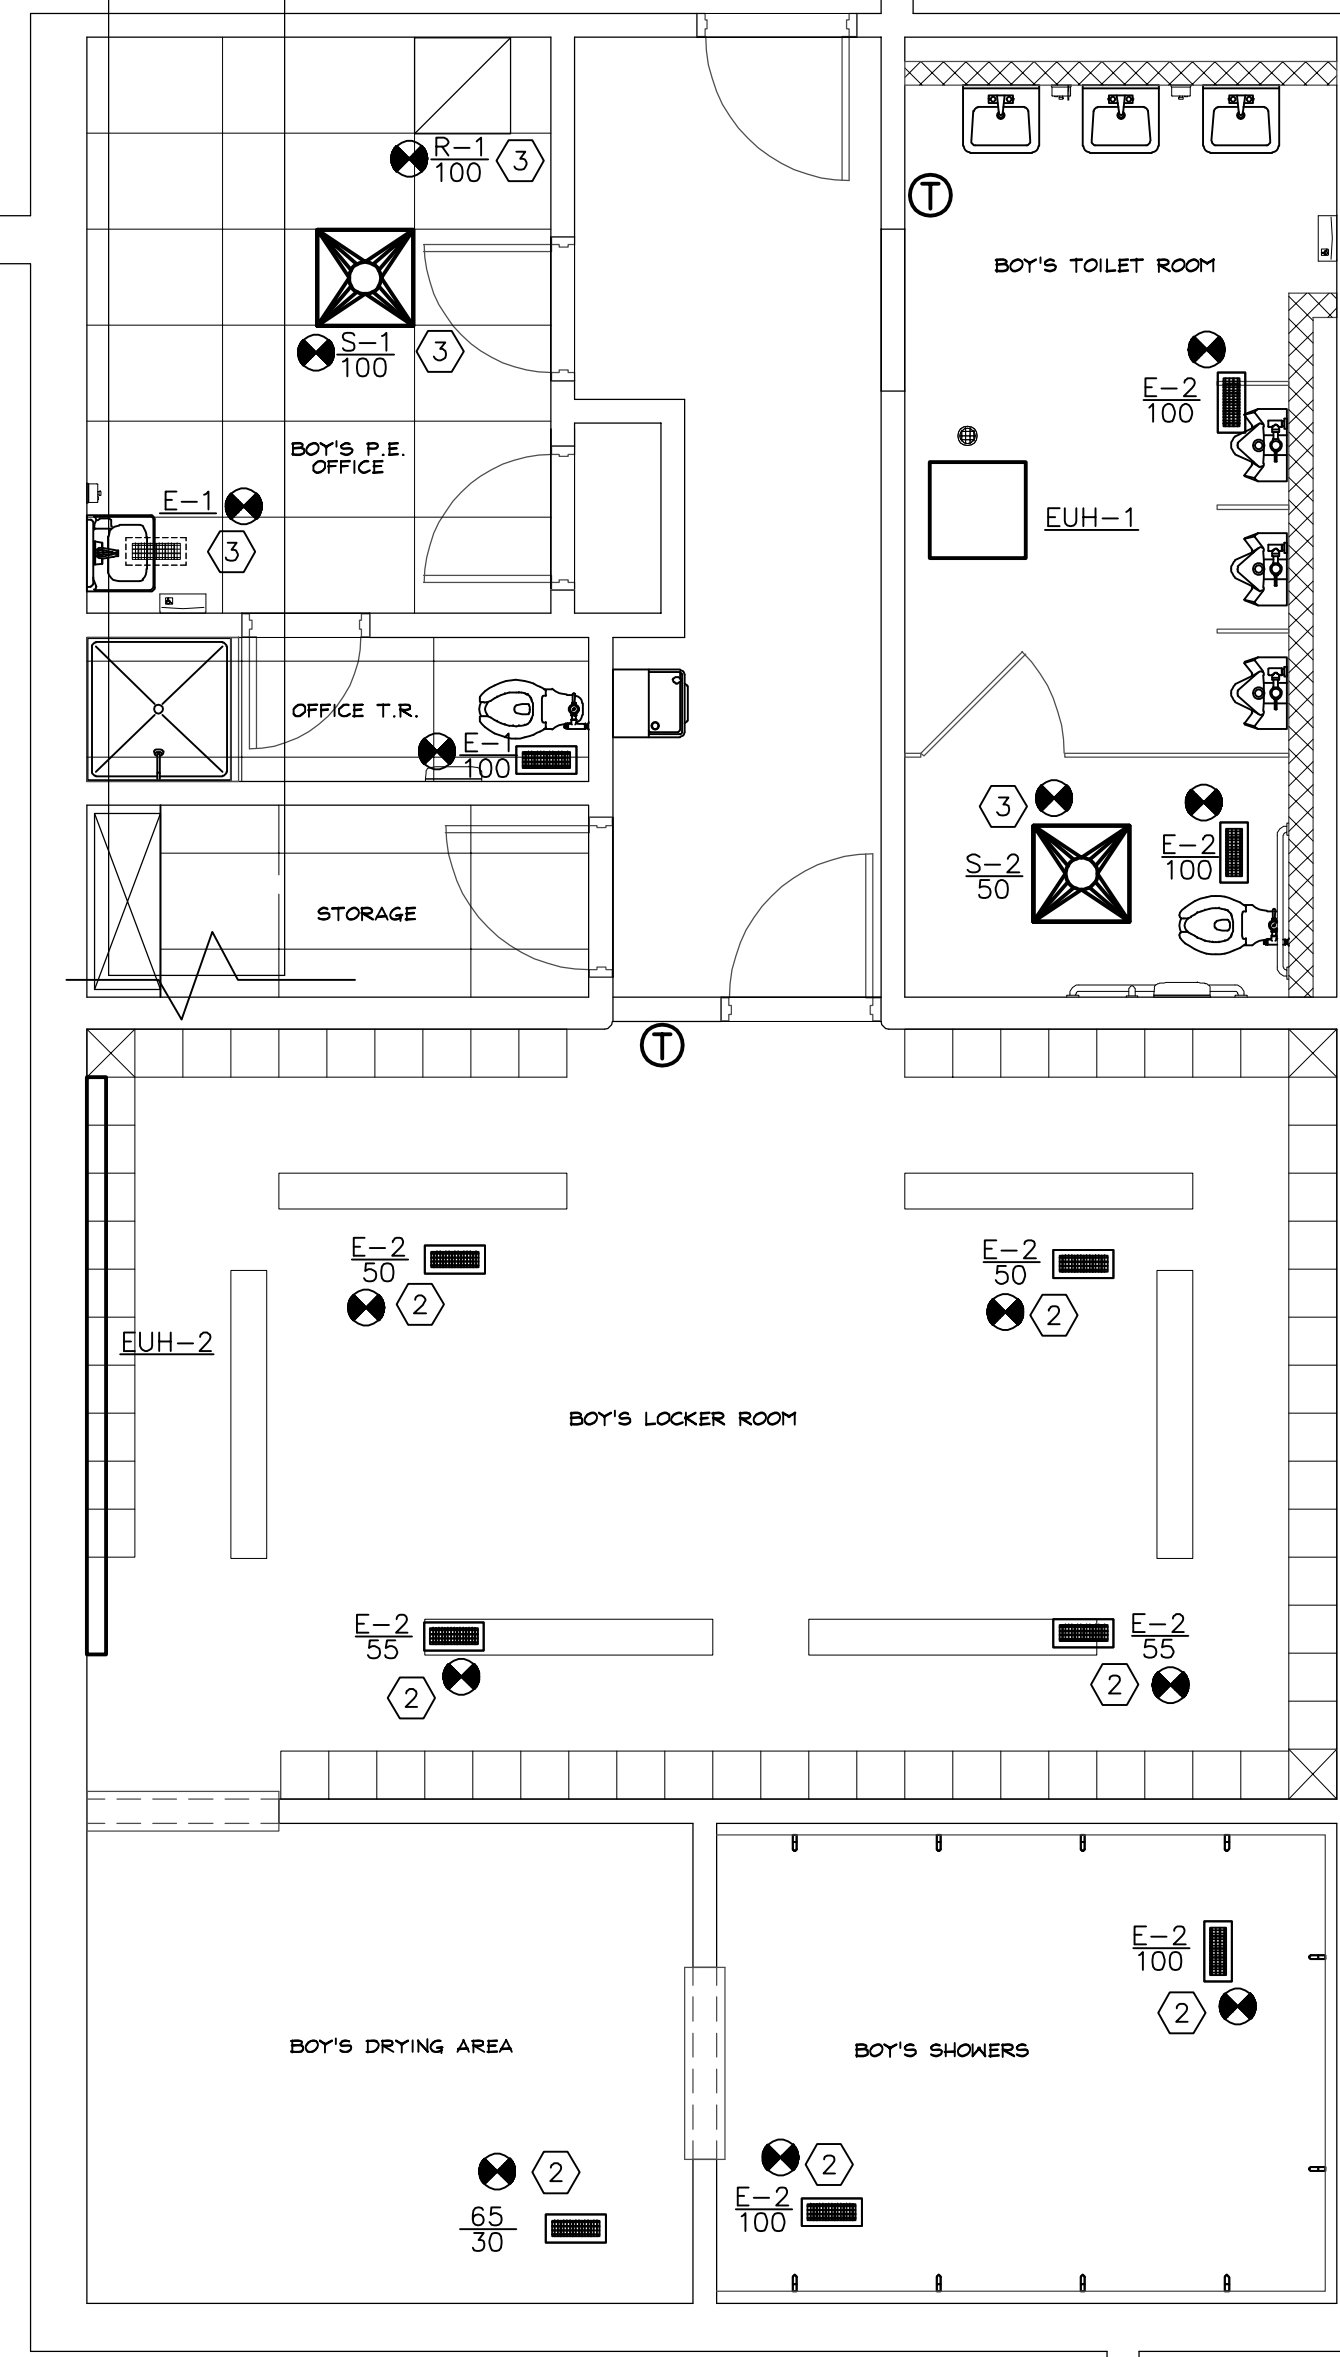 R-1
100
3
T
BOY'S TOILET ROOM
S-1
100
3
E-2
100
BOY'S P.E.
OFFICE
E-1
3
EUH-1
OFFICE T.R.
E-1
100
3
S-2
50
E-2
100
STORAGE
T
E-2
50
2
E-2
50
2
EUH-2
BOY'S LOCKER ROOM
E-2
55
2
E-2
55
2
E-2
100
2
BOY'S DRYING AREA
BOY'S SHOWERS
2
65
30
2
E-2
100